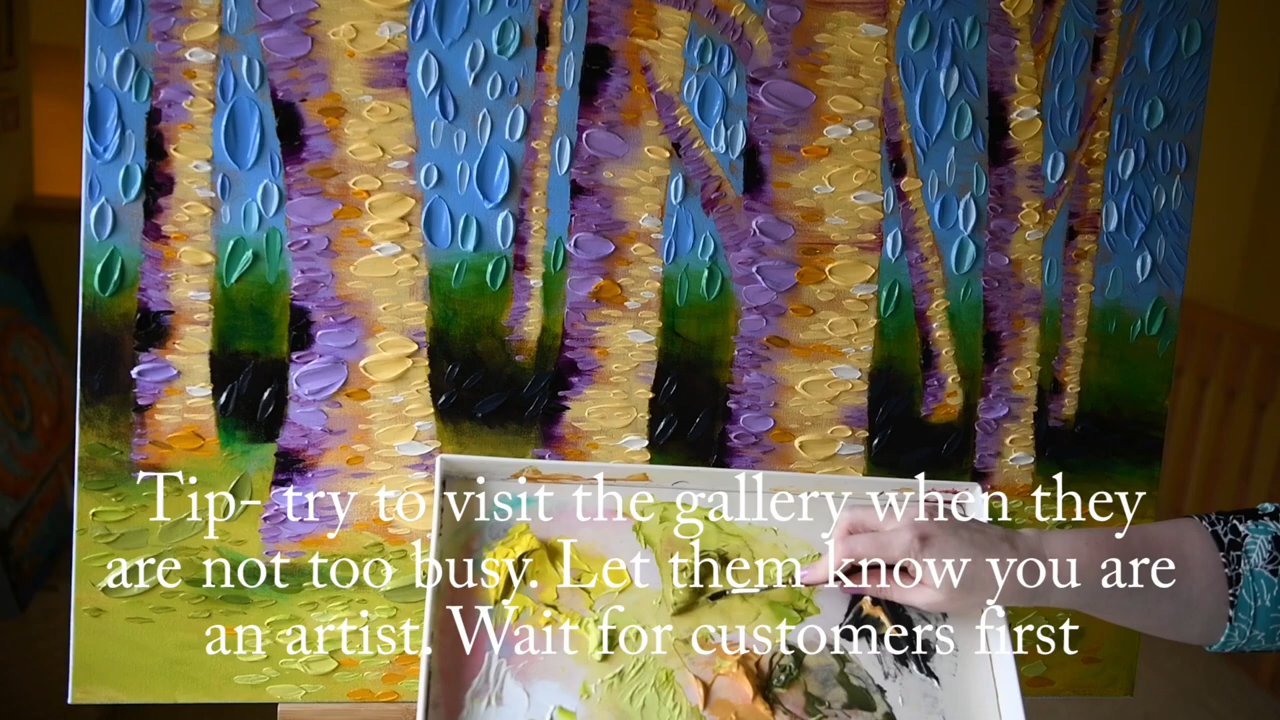 Tip- try to visit the gallery when they
are not too busy. Let them know you are
an artist. Wait for customers first